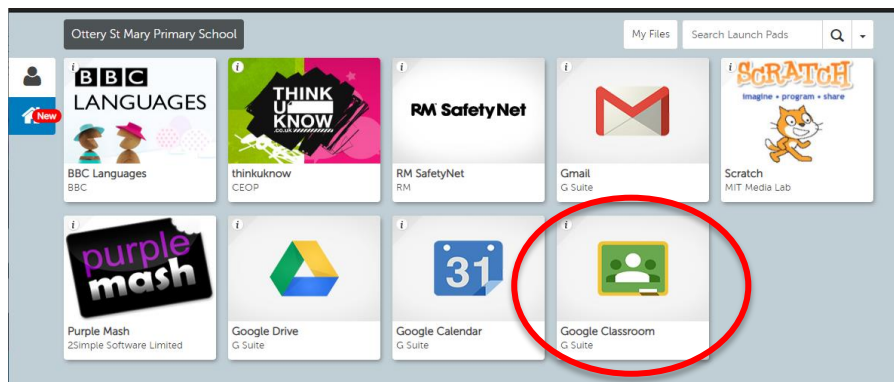 Ottery St Mary Primary School
My Files
Search Launch Pads
New
BBC
LANGUAGES
BBC Languages
BBC
THINK
U
KNOW
.co.uk
thinkuknow
CEOP
RM SafetyNet
RM SafetyNet
RM
Gmail
G Suite
SCRATCH
imagine • program • share
Scratch
MIT Media Lab
purple
mash
Purple Mash
2Simple Software Limited
Google Drive
G Suite
31
Google Calendar
G Suite
Google Classroom
G Suite